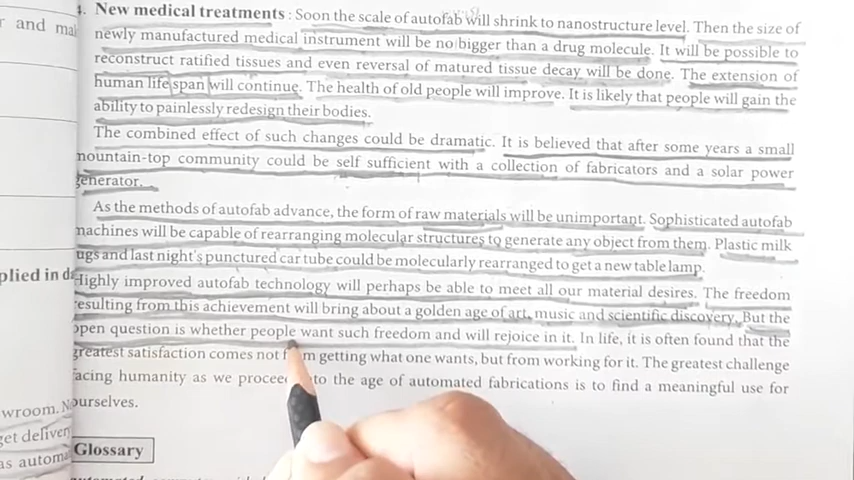 r and ma
4. New medical treatments : Soon the scale of autofab will shrink to nanostructure level. Then the size of
newly manufactured medical instrument will be no bigger than a drug molecule. It will be possible to
reconstruct ratified tissues and even reversal of matured tissue decay will be done. The extension of
human life span will continue. The health of old people will improve. It is likely that people will gain the
ability to painlessly redesign their bodies.
The combined effect of such changes could be dramatic. It is believed that after some years a small
mountain-top community could be self sufficient with a collection of fabricators and a solar power
generator.
As the methods of autofab advance, the form of raw materials will be unimportant. Sophisticated autofab
machines will be capable of rearranging molecular structures to generate any object from them. Plastic milk
ugs and last night's punctured car tube could be molecularly rearranged to get a new table lamp.
Highly improved autofab technology will perhaps be able to meet all our material desires. The freedom
resulting from this achievement will bring about a golden age of art, music and scientific discovery. But the
open question is whether people want such freedom and will rejoice in it. In life, it is often found that the
greatest satisfaction comes not from getting what one wants, but from working for it. The greatest challenge
facing humanity as we proceed to the age of automated fabrications is to find a meaningful use for
ourselves.
Glossary
plied in da
wroom. N
get delivery
as automa